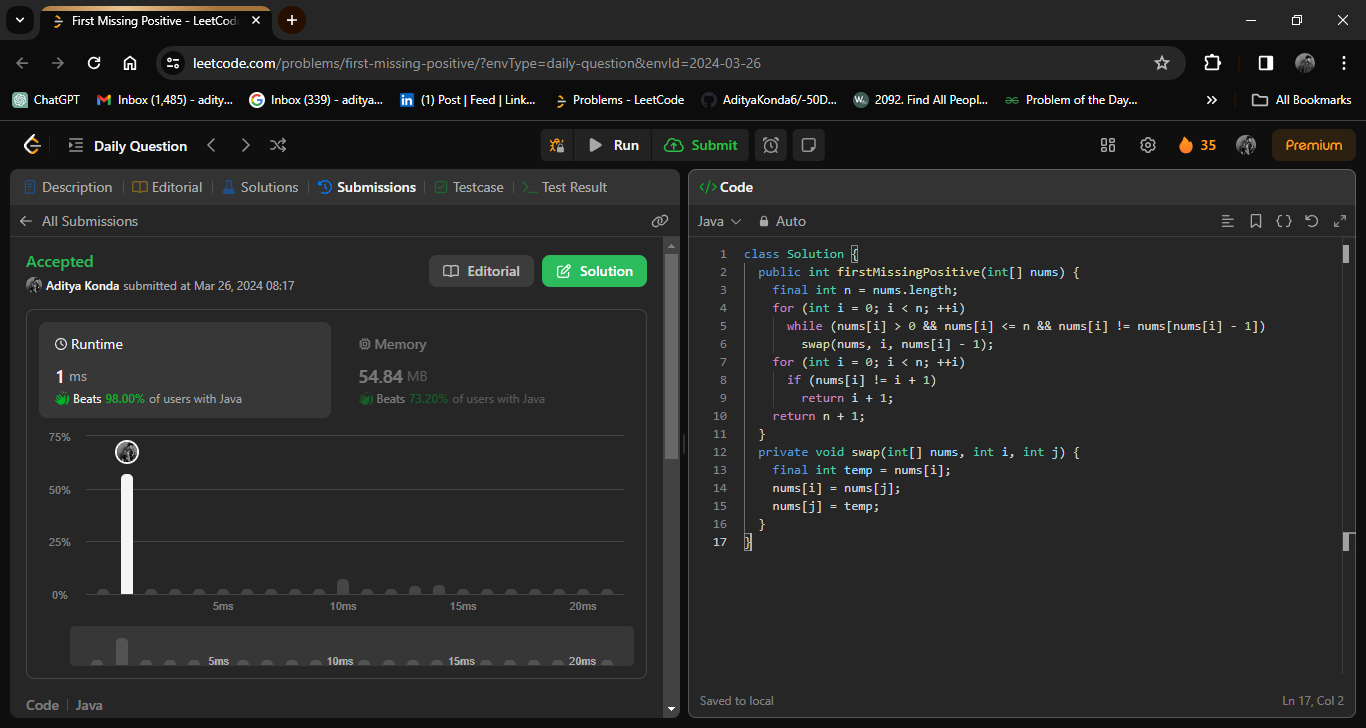 First Missing Positive - LeetCode
leetcode.com/problems/first-missing-positive/?envType=daily-question&envId=2024-03-26
ChatGPT
Inbox (1,485) - adity...
Inbox (339) - aditya...
(1) Post | Feed | Link...
Problems - LeetCode
AdityaKonda6/-50D...
2092. Find All Peopl...
Problem of the Day...
»
All Bookmarks
Daily Question
Run
Submit
35
Premium
Description
Editorial
Solutions
Submissions
Testcase
Test Result
All Submissions
Accepted
Aditya Konda submitted at Mar 26, 2024 08:17
Editorial
Solution
Runtime
1 ms
Beats 98.00% of users with Java
Memory
54.84 MB
Beats 73.20% of users with Java
75%
50%
25%
0%
5ms
10ms
15ms
20ms
5ms
10ms
15ms
20ms
Code | Java
</> Code
Java
Auto
1 class Solution {
2 public int firstMissingPositive(int[] nums) {
3 final int n = nums.length;
4 for (int i = 0; i < n; ++i)
5 while (nums[i] > 0 && nums[i] <= n && nums[i] != nums[nums[i] - 1])
6 swap(nums, i, nums[i] - 1);
7 for (int i = 0; i < n; ++i)
8 if (nums[i] != i + 1)
9 return i + 1;
10 return n + 1;
11 }
12 private void swap(int[] nums, int i, int j) {
13 final int temp = nums[i];
14 nums[i] = nums[j];
15 nums[j] = temp;
16 }
17 }
Saved to local
Ln 17, Col 2